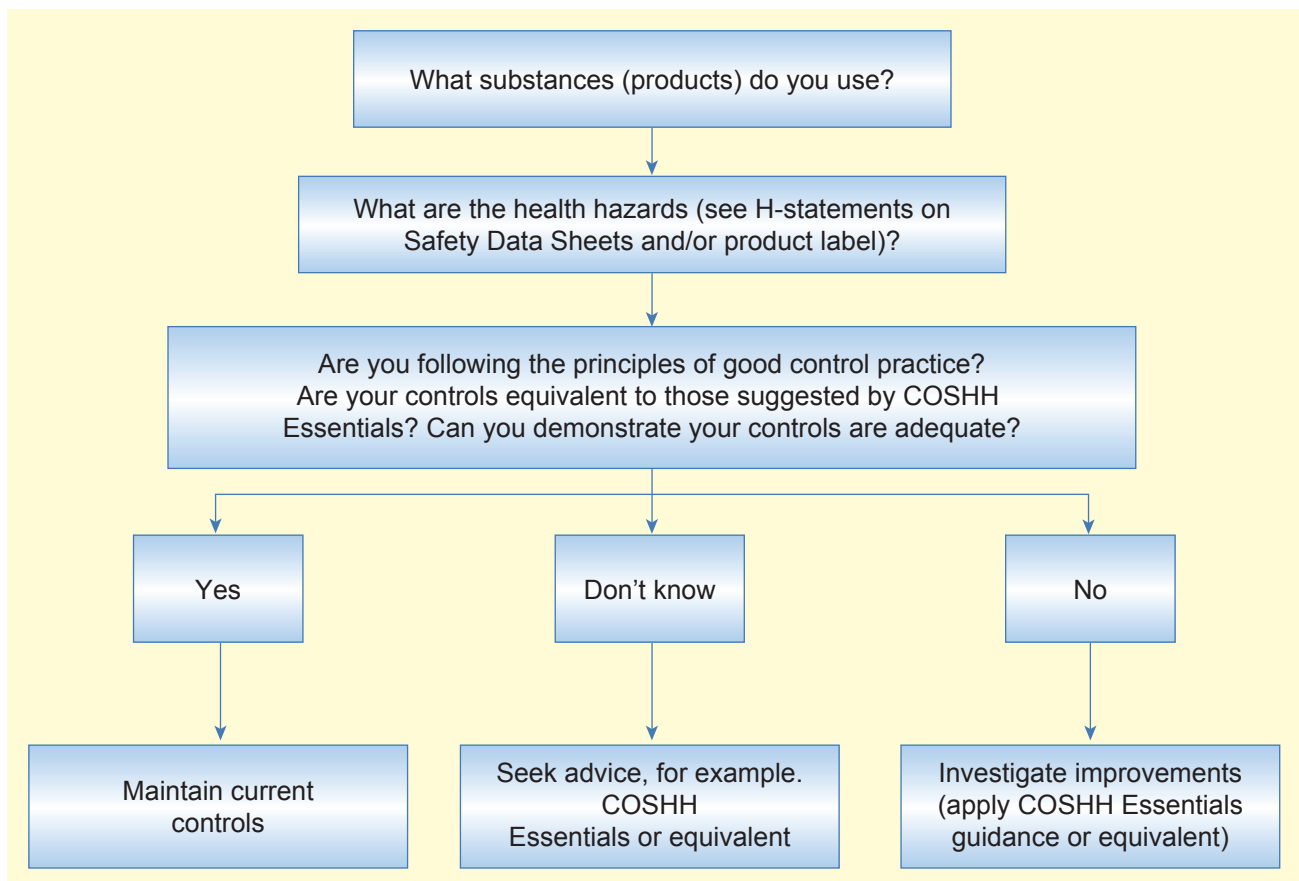 What substances (products) do you use?
What are the health hazards (see H-statements on
Safety Data Sheets and/or product label)?
Are you following the principles of good control practice?
Are your controls equivalent to those suggested by COSHH
Essentials? Can you demonstrate your controls are adequate?
Yes
Don’t know
No
Maintain current
controls
Seek advice, for example.
COSHH
Essentials or equivalent
Investigate improvements
(apply COSHH Essentials
guidance or equivalent)